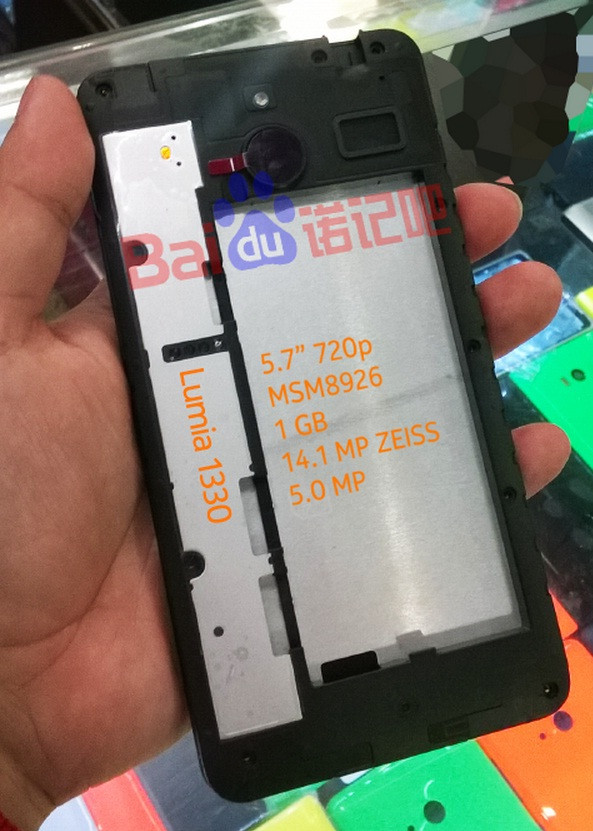 Baidu诺记吧
5.7” 720p
MSM8926
1 GB
14.1 MP ZEISS
5.0 MP
Lumia 1330